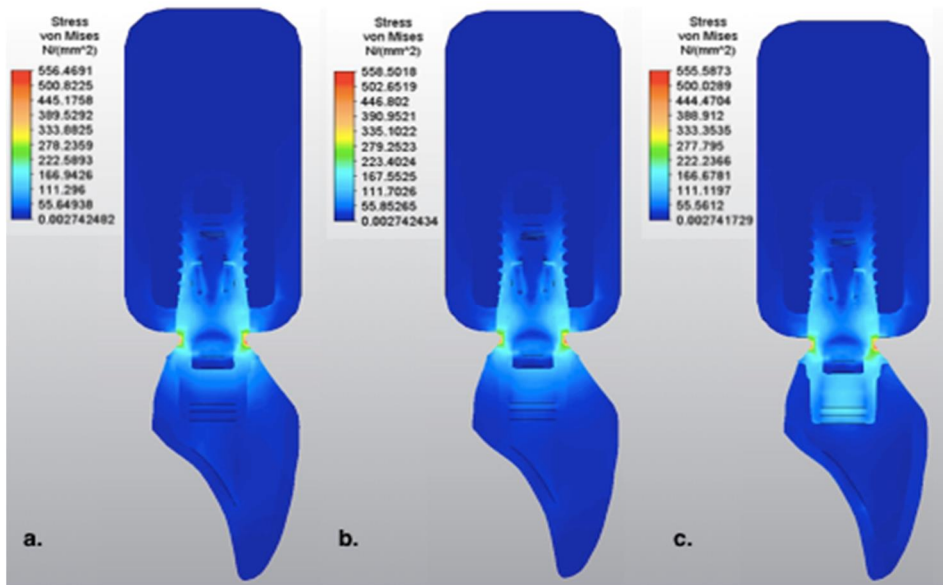 Stress
von Mises
N/(mm^2)
556.4691
500.8225
445.1758
389.5292
333.8825
278.2359
222.5893
166.9426
111.296
55.64938
0.002742482
a.
Stress
von Mises
N/(mm^2)
558.5018
502.6519
446.802
390.9521
335.1022
279.2523
223.4024
167.5525
111.7026
55.85265
0.002742434
b.
Stress
von Mises
N/(mm^2)
555.5873
500.0289
444.4704
388.912
333.3535
277.795
222.2366
166.6781
111.1197
55.5612
0.002741729
c.